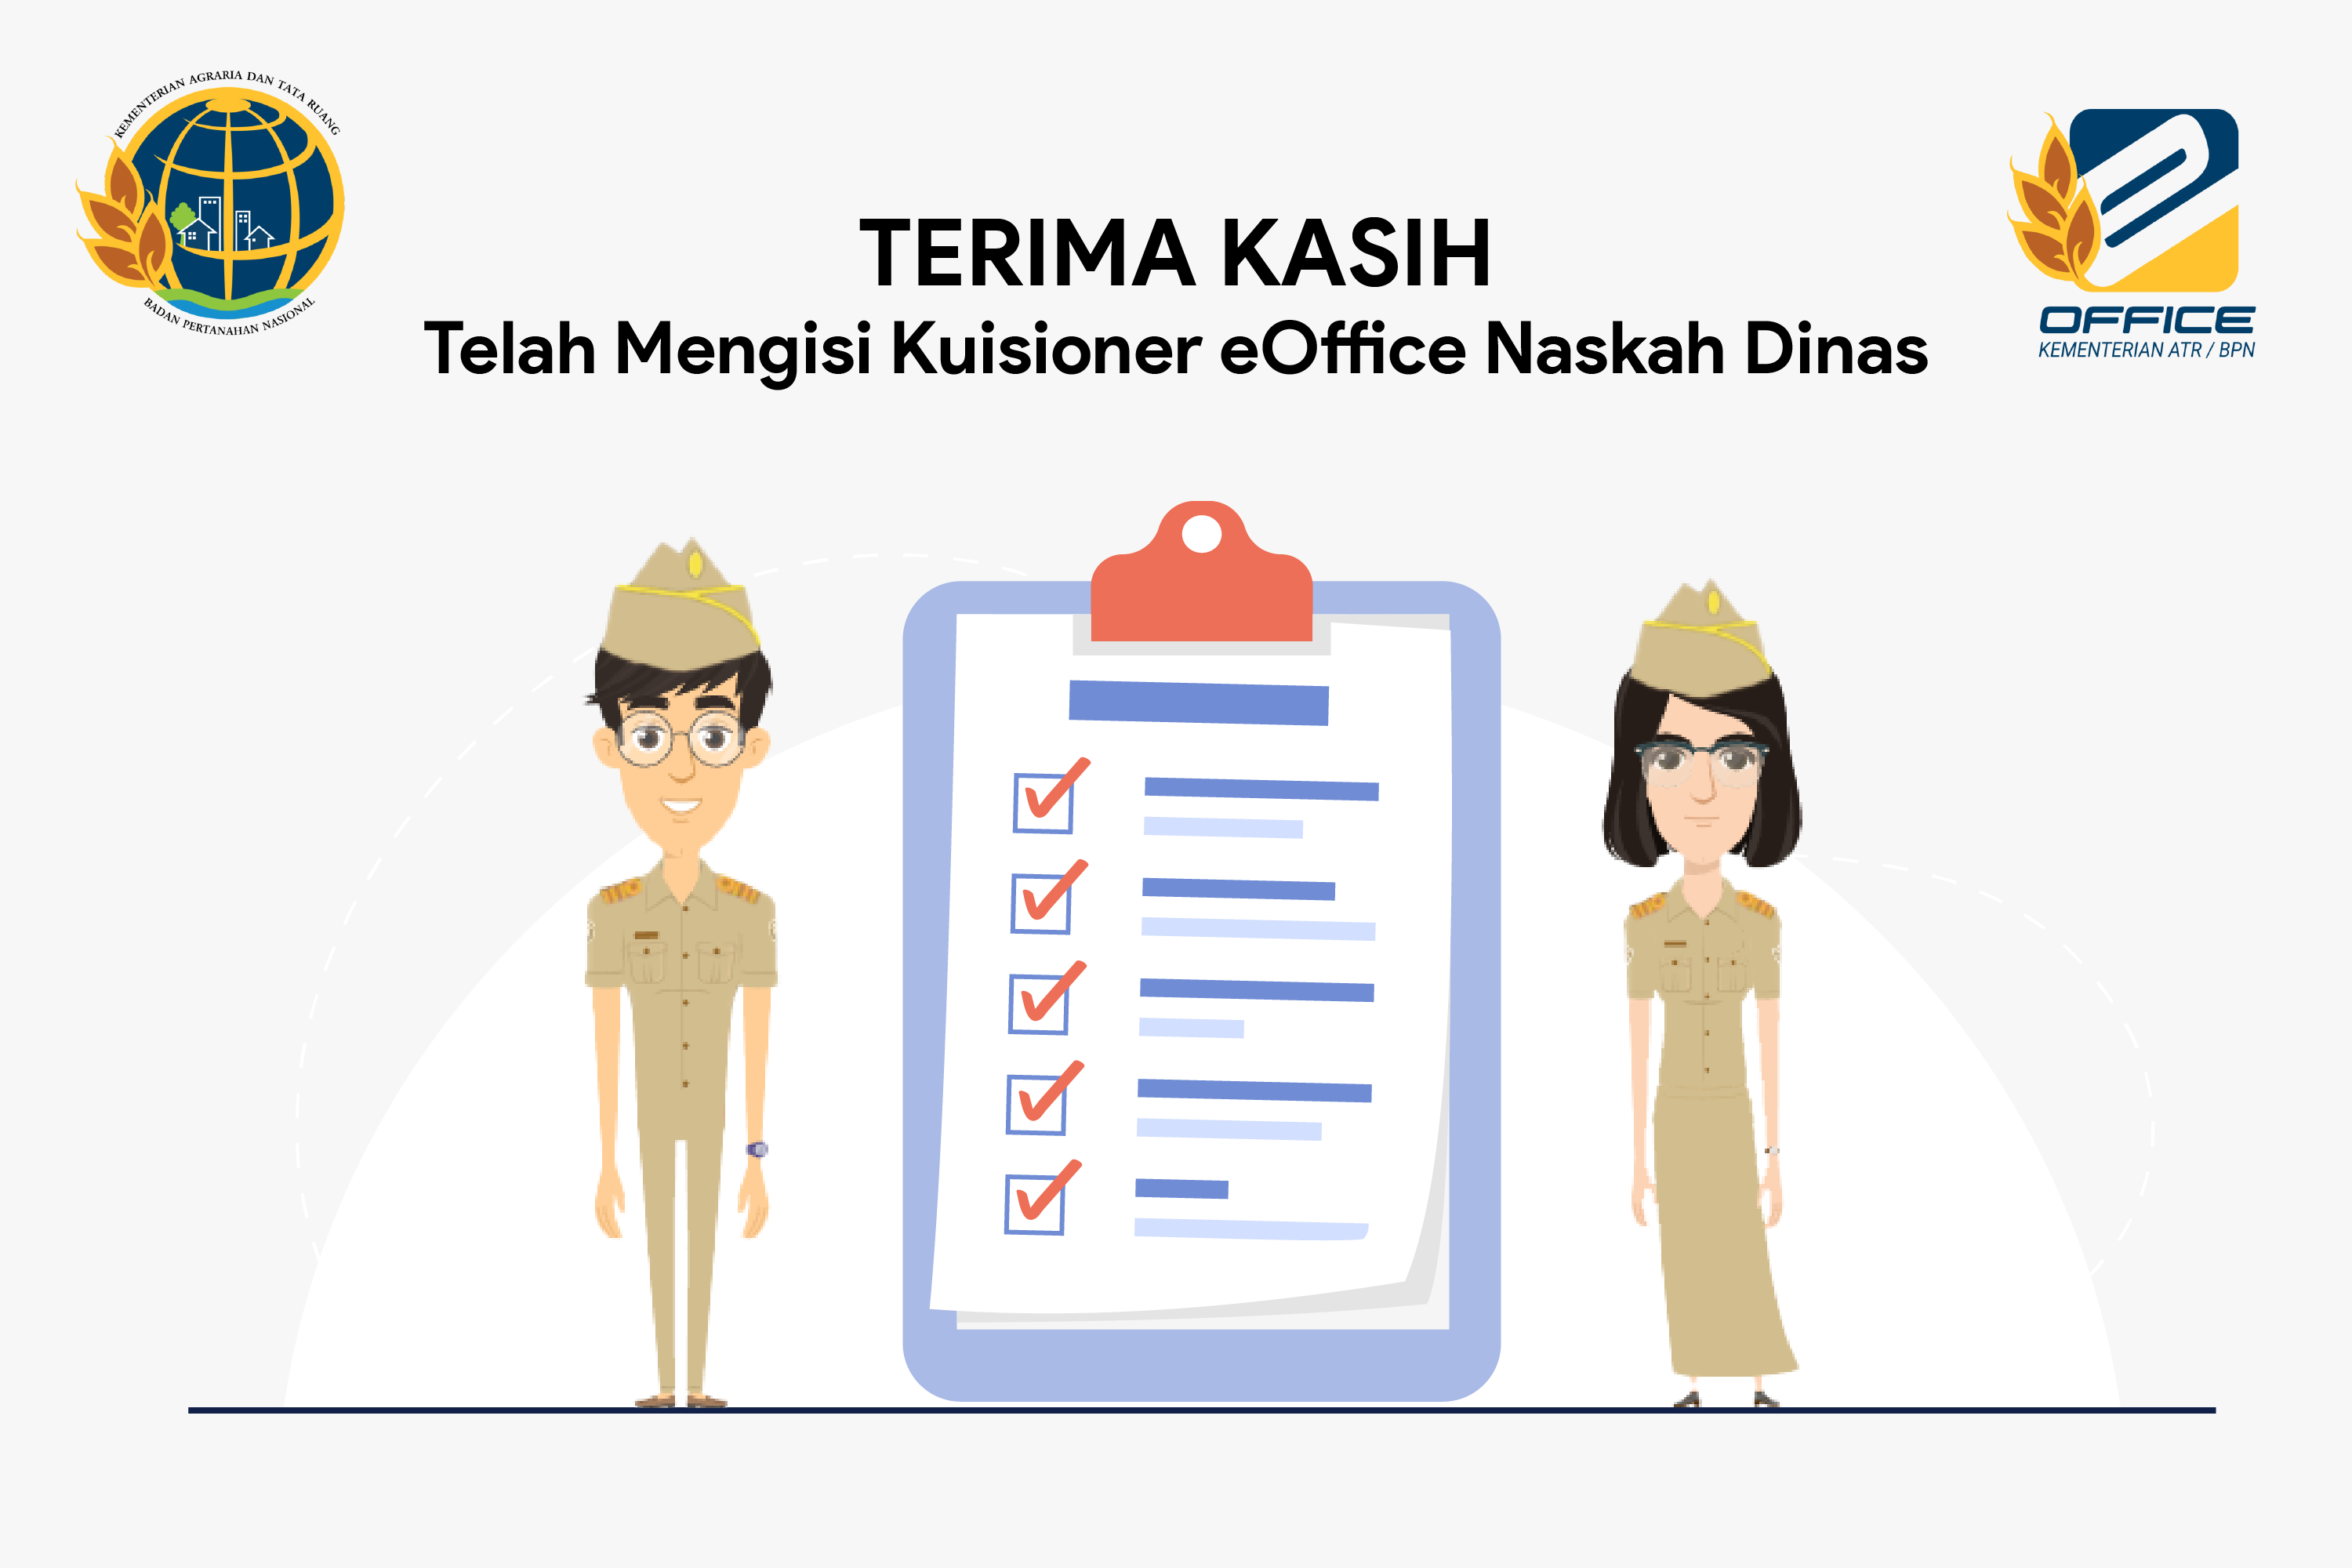 KEMENTERIAN AGRARIA DAN TATA RUANG
BADAN PERTANAHAN NASIONAL
TERIMA KASIH
Telah Mengisi Kuisioner eOffice Naskah Dinas
OFFICE
KEMENTERIAN ATR / BPN